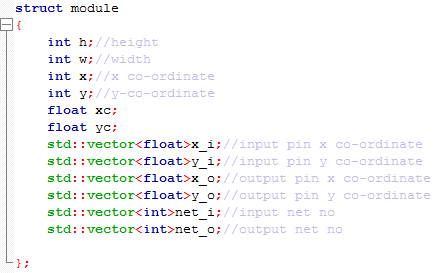 struct module
{
int h;//height
int w;//width
int x;//x co-ordinate
int y;//y-co-ordinate
float xc;
float yc;
std::vector<float>x_i;//input pin x co-ordinate
std::vector<float>y_i;//input pin y co-ordinate
std::vector<float>x_o;//output pin x co-ordinate
std::vector<float>y_o;//output pin y co-ordinate
std::vector<int>net_i;//input net no
std::vector<int>net_o;//output net no
};